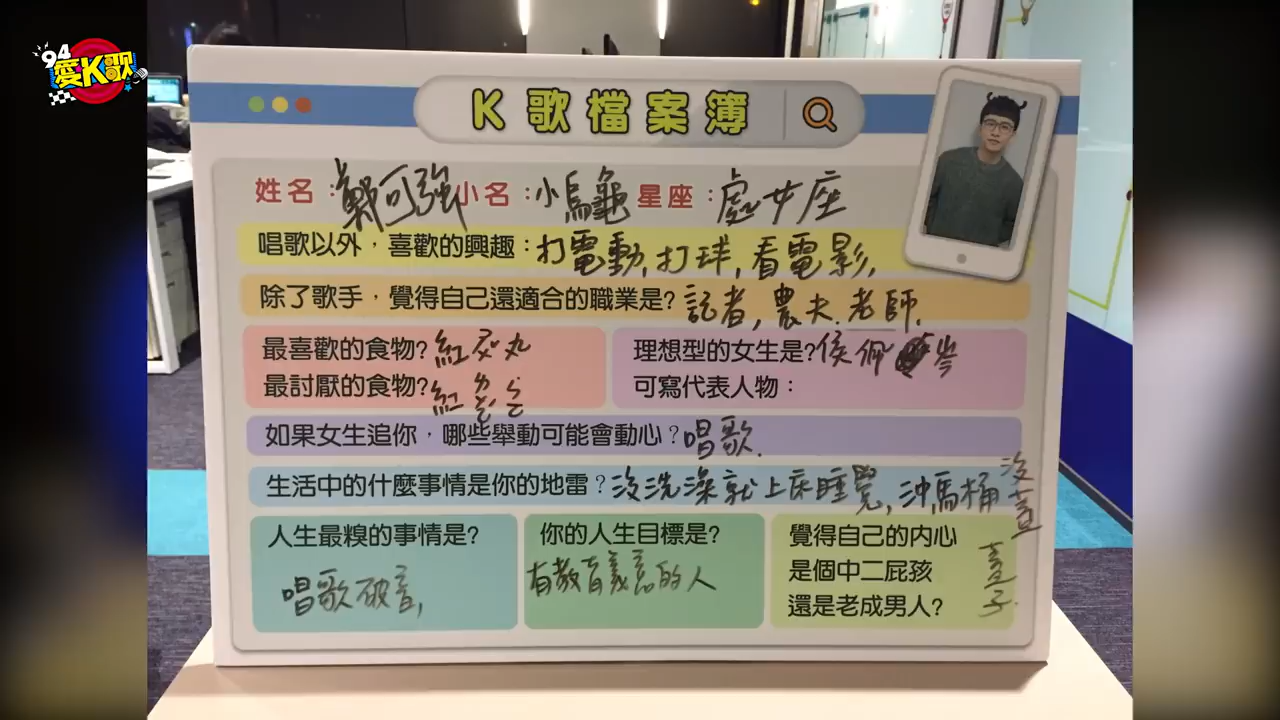 94
愛K歌
K歌檔案簿
姓名：鄭可強 小名：小烏龜 星座：處女座
唱歌以外，喜歡的興趣：打電動,打球,看電影,
除了歌手，覺得自己還適合的職業是?記者,農夫.老師.
最喜歡的食物?紅
最討厭的食物?紅
理想型的女生是?侯佩岑
可寫代表人物：
如果女生追你，哪些舉動可能會動心？唱歌.
生活中的什麼事情是你的地雷？沒洗澡就上床睡覺,沖馬桶沒蓋蓋子.
人生最糗的事情是?
唱歌破音,
你的人生目標是?
有教育意義的人
覺得自己的内心
是個中二屁孩
還是老成男人?